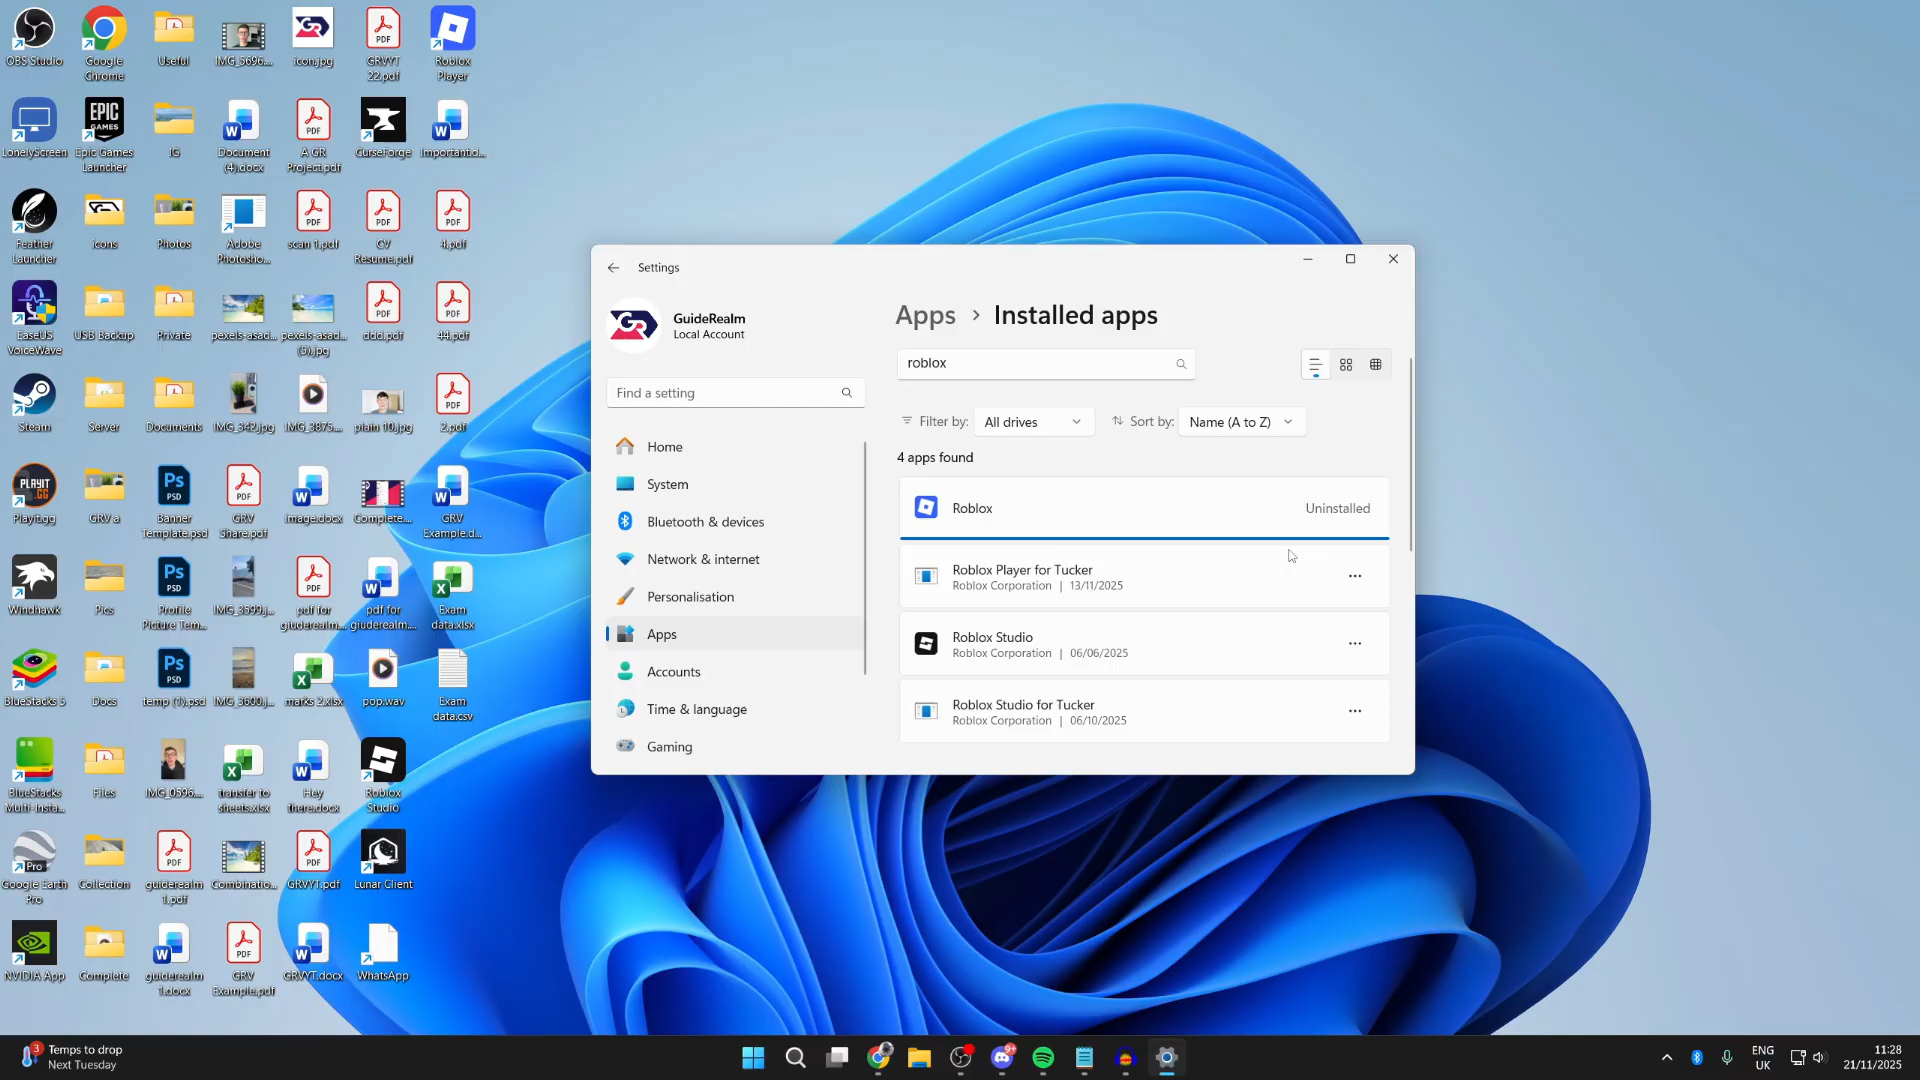 OBS Studio
Google
Chrome
Useful
IMG_5696....
icon.jpg
GRVYT
22.pdf
Roblox
Player
LonelyScreen
Epic Games
Launcher
IG
Document
(4).docx
A GR
Project.pdf
CurseForge
Important.d...
Feather
Launcher
icons
Photos
Adobe
Photosho...
scan 1.pdf
CV
Resume.pdf
4.pdf
EaseUS
VoiceWave
USB Backup
Private
pexels-asad...
pexels-asad...
(5).jpg
ddd.pdf
44.pdf
Steam
Server
Documents
IMG_342.jpg
IMG_3875....
plain 10.jpg
2.pdf
Playit.gg
GRV a
Banner
Template.psd
GRV
Share.pdf
image.docx
Complete....
GRV
Example.d...
Windhawk
Pics
Profile
Picture Tem...
IMG_3599.j...
pdf for
giuderealm...
pdf for
giuderealm....
Exam
data.xlsx
BlueStacks 5
Docs
temp (1).psd
IMG_3600.j...
marks 2.xlsx
pop.wav
Exam
data.csv
BlueStacks
Multi-Insta...
Files
IMG_0596....
transfer to
sheets.xlsx
Hey
there.docx
Roblox
Studio
Google Earth
Pro
Collection
guiderealm
1.pdf
Combinatio...
GRVYT.pdf
Lunar Client
NVIDIA App
Complete
guiderealm
1.docx
GRV
Example.pdf
GRVYT.docx
WhatsApp
Settings
GuideRealm
Local Account
Find a setting
Home
System
Bluetooth & devices
Network & internet
Personalisation
Apps
Accounts
Time & language
Gaming
Apps > Installed apps
roblox
Filter by: All drives
Sort by: Name (A to Z)
4 apps found
Roblox
Uninstalled
Roblox Player for Tucker
Roblox Corporation | 13/11/2025
Roblox Studio
Roblox Corporation | 06/06/2025
Roblox Studio for Tucker
Roblox Corporation | 06/10/2025
3
Temps to drop
Next Tuesday
ENG
UK
11:28
21/11/2025